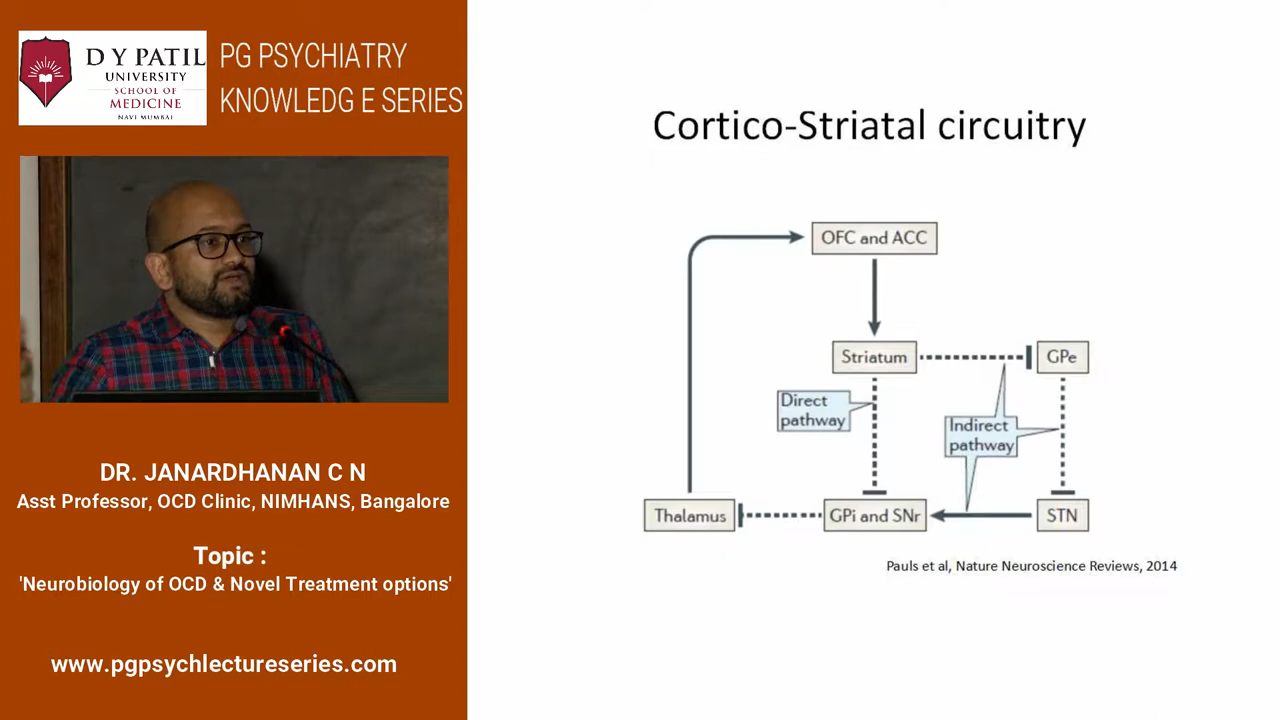 D Y PATIL
UNIVERSITY
SCHOOL OF
MEDICINE
NAVI MUMBAI
PG PSYCHIATRY
KNOWLEDG E SERIES
DR. JANARDHANAN C N
Asst Professor, OCD Clinic, NIMHANS, Bangalore
Topic :
'Neurobiology of OCD & Novel Treatment options'
www.pgpsychlectureseries.com
Cortico-Striatal circuitry
OFC and ACC
Striatum
GPe
Direct
pathway
Indirect
pathway
Thalamus
GPi and SNr
STN
Pauls et al, Nature Neuroscience Reviews, 2014